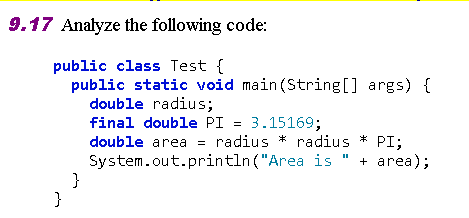 9.17 Analyze the following code:
public class Test {
public static void main(String[] args) {
double radius;
final double PI = 3.15169;
double area = radius * radius * PI;
System.out.println("Area is " + area);
}
}